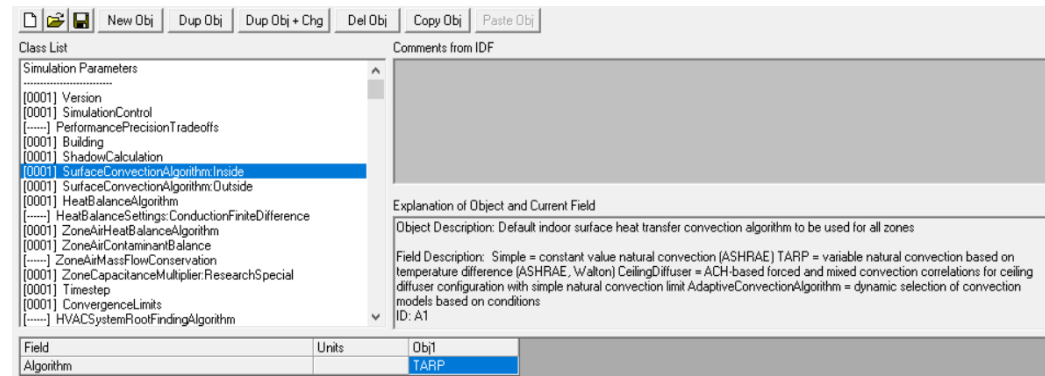 New Obj Dup Obj Dup Obj + Chg Del Obj Copy Obj Paste Obj
Class List
Comments from IDF
Simulation Parameters
----------------------------
[0001] Version
[0001] SimulationControl
[------] PerformancePrecisionTradeoffs
[0001] Building
[0001] ShadowCalculation
[0001] SurfaceConvectionAlgorithm:Inside
[0001] SurfaceConvectionAlgorithm:Outside
[0001] HeatBalanceAlgorithm
[------] HeatBalanceSettings:ConductionFiniteDifference
[0001] ZoneAirHeatBalanceAlgorithm
[0001] ZoneAirContaminantBalance
[------] ZoneAirMassFlowConservation
[0001] ZoneCapacitanceMultiplier:ResearchSpecial
[0001] Timestep
[0001] ConvergenceLimits
[------] HVACSystemRootFindingAlgorithm
Explanation of Object and Current Field
Object Description: Default indoor surface heat transfer convection algorithm to be used for all zones
Field Description: Simple = constant value natural convection (ASHRAE) TARP = variable natural convection based on
temperature difference (ASHRAE, Walton) CeilingDiffuser = ACH-based forced and mixed convection correlations for ceiling
diffuser configuration with simple natural convection limit AdaptiveConvectionAlgorithm = dynamic selection of convection
models based on conditions
ID: A1
Field Units Obj1
Algorithm TARP